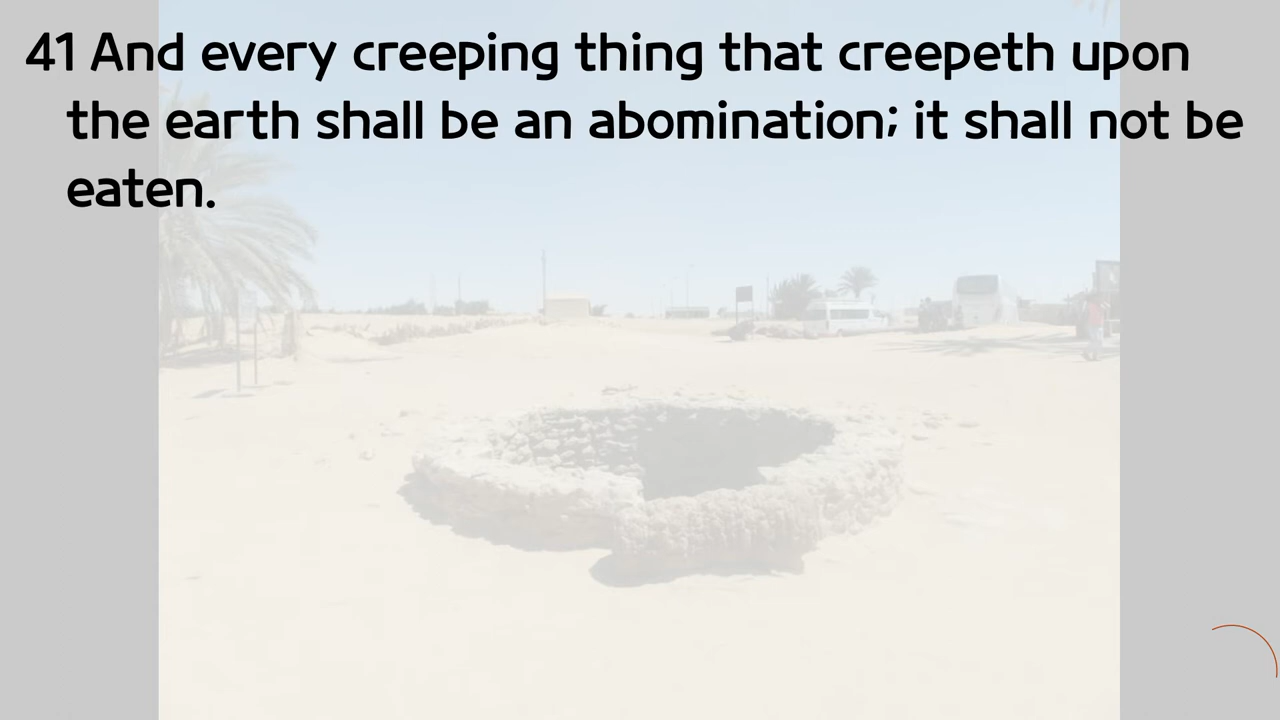 41 And every creeping thing that creepeth upon
the earth shall be an abomination; it shall not be
eaten.